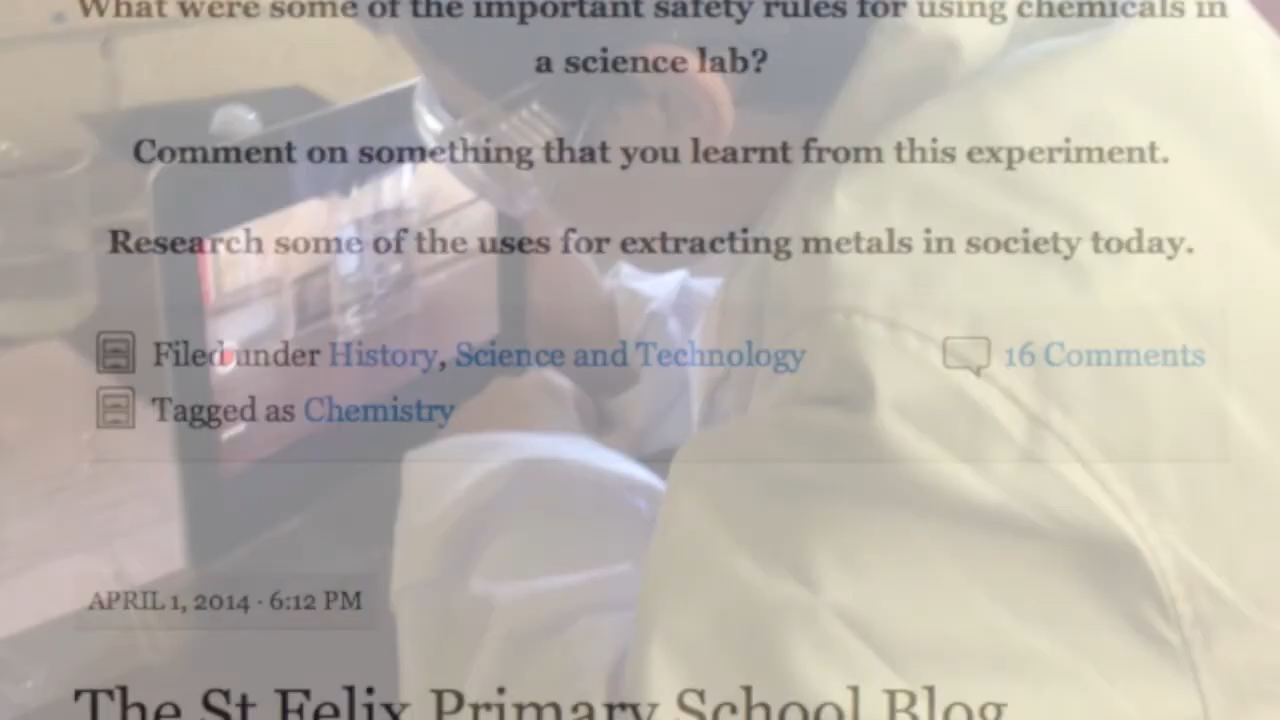 What were some of the important safety rules for using chemicals in
a science lab?
Comment on something that you learnt from this experiment.
Research some of the uses for extracting metals in society today.
Filed under History, Science and Technology
16 Comments
Tagged as Chemistry
APRIL 1, 2014 · 6:12 PM
The St Felix Primary School Blog